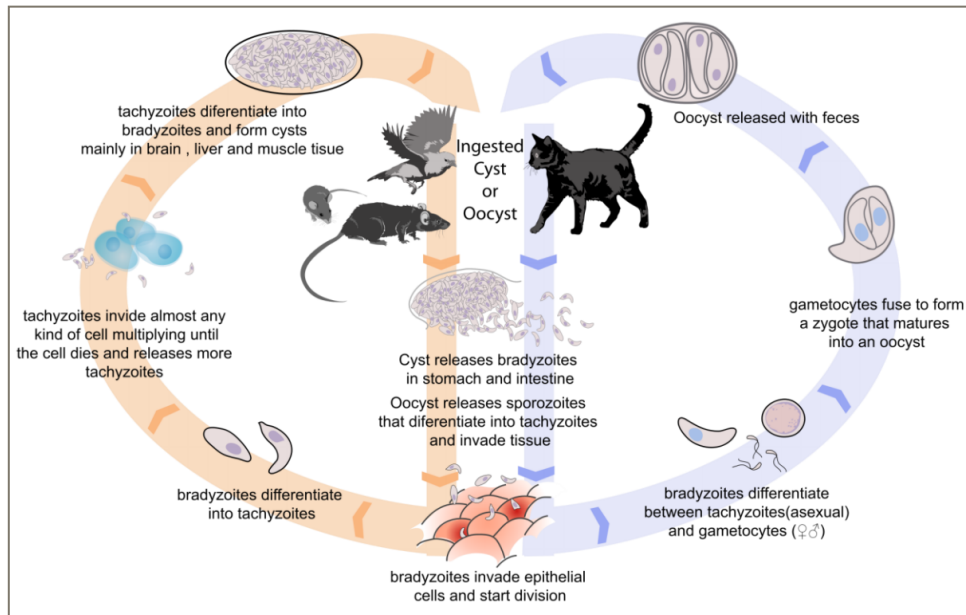 tachyzoites diferentiate into
bradyzoites and form cysts
mainly in brain , liver and muscle tissue
Ingested
Cyst
or
Oocyst
Oocyst released with feces
tachyzoites invide almost any
kind of cell multiplying until
the cell dies and releases more
tachyzoites
Cyst releases bradyzoites
in stomach and intestine
Oocyst releases sporozoites
that diferentiate into tachyzoites
and invade tissue
gametocytes fuse to form
a zygote that matures
into an oocyst
bradyzoites differentiate
into tachyzoites
bradyzoites differentiate
between tachyzoites(asexual)
and gametocytes (♀♂)
bradyzoites invade epithelial
cells and start division